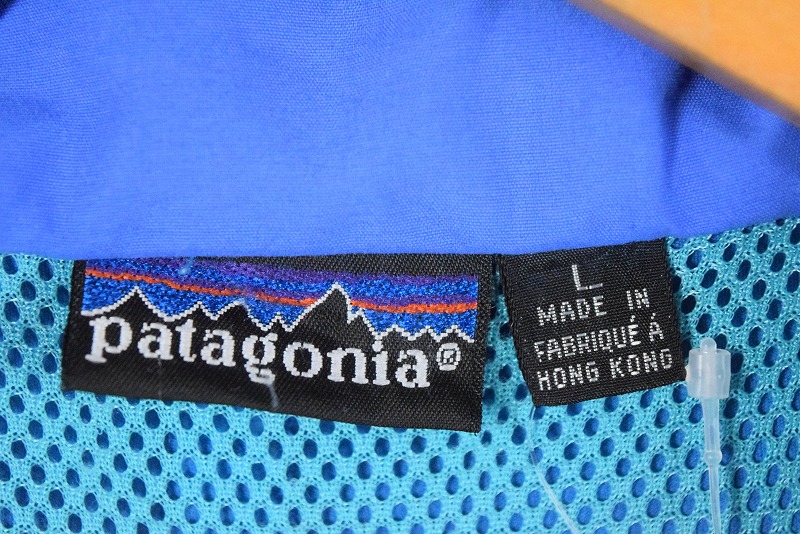 patagonia®
L
MADE IN
FABRIQUÉ À
HONG KONG